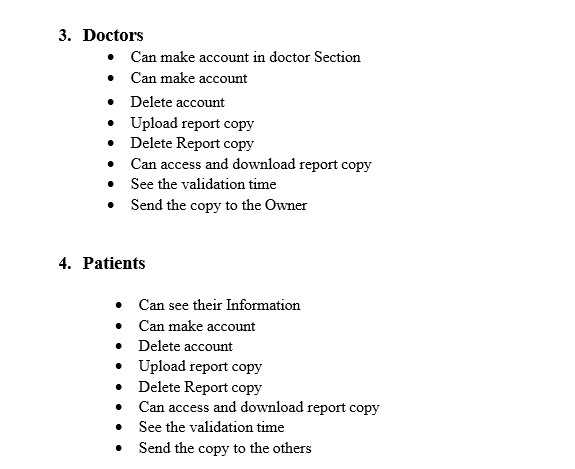 3. Doctors
• Can make account in doctor Section
• Can make account
• Delete account
• Upload report copy
• Delete Report copy
• Can access and download report copy
• See the validation time
• Send the copy to the Owner
4. Patients
• Can see their Information
• Can make account
• Delete account
• Upload report copy
• Delete Report copy
• Can access and download report copy
• See the validation time
• Send the copy to the others